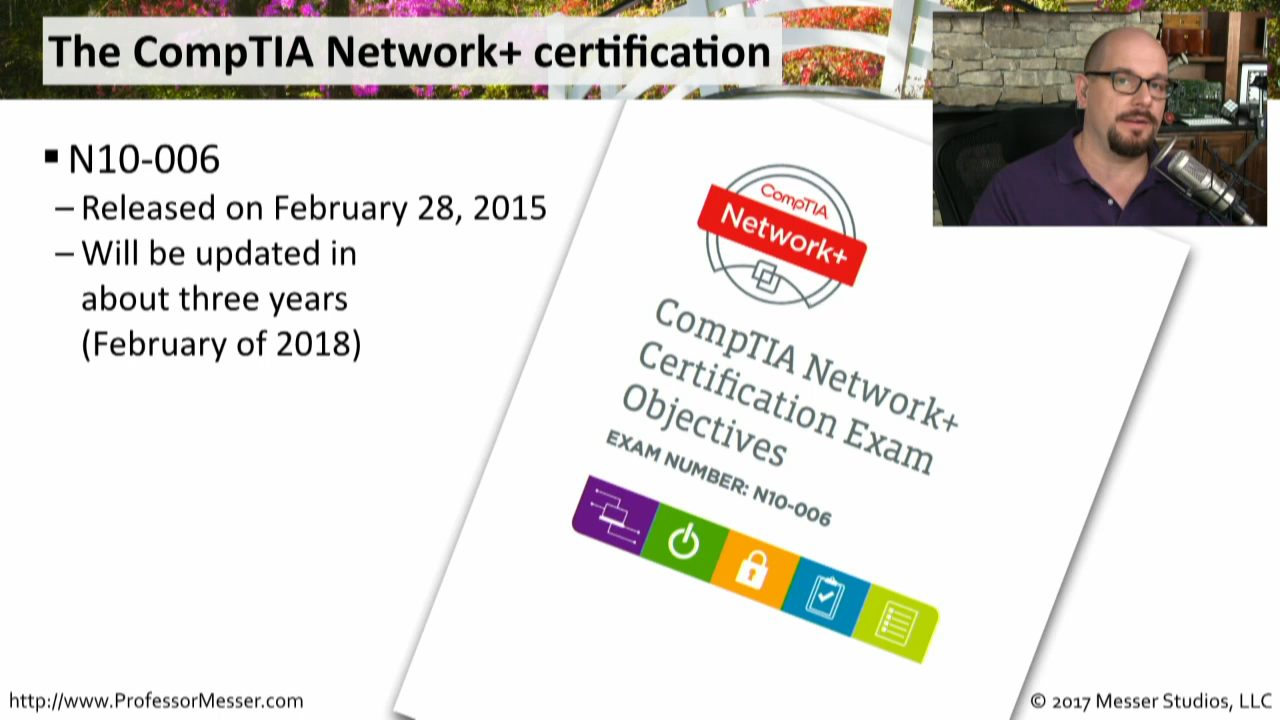 The CompTIA Network+ certification
▪ N10-006
– Released on February 28, 2015
– Will be updated in
about three years
(February of 2018)
CompTIA
Network+
CompTIA Network+
Certification Exam
Objectives
EXAM NUMBER: N10-006
http://www.ProfessorMesser.com
© 2017 Messer Studios, LLC